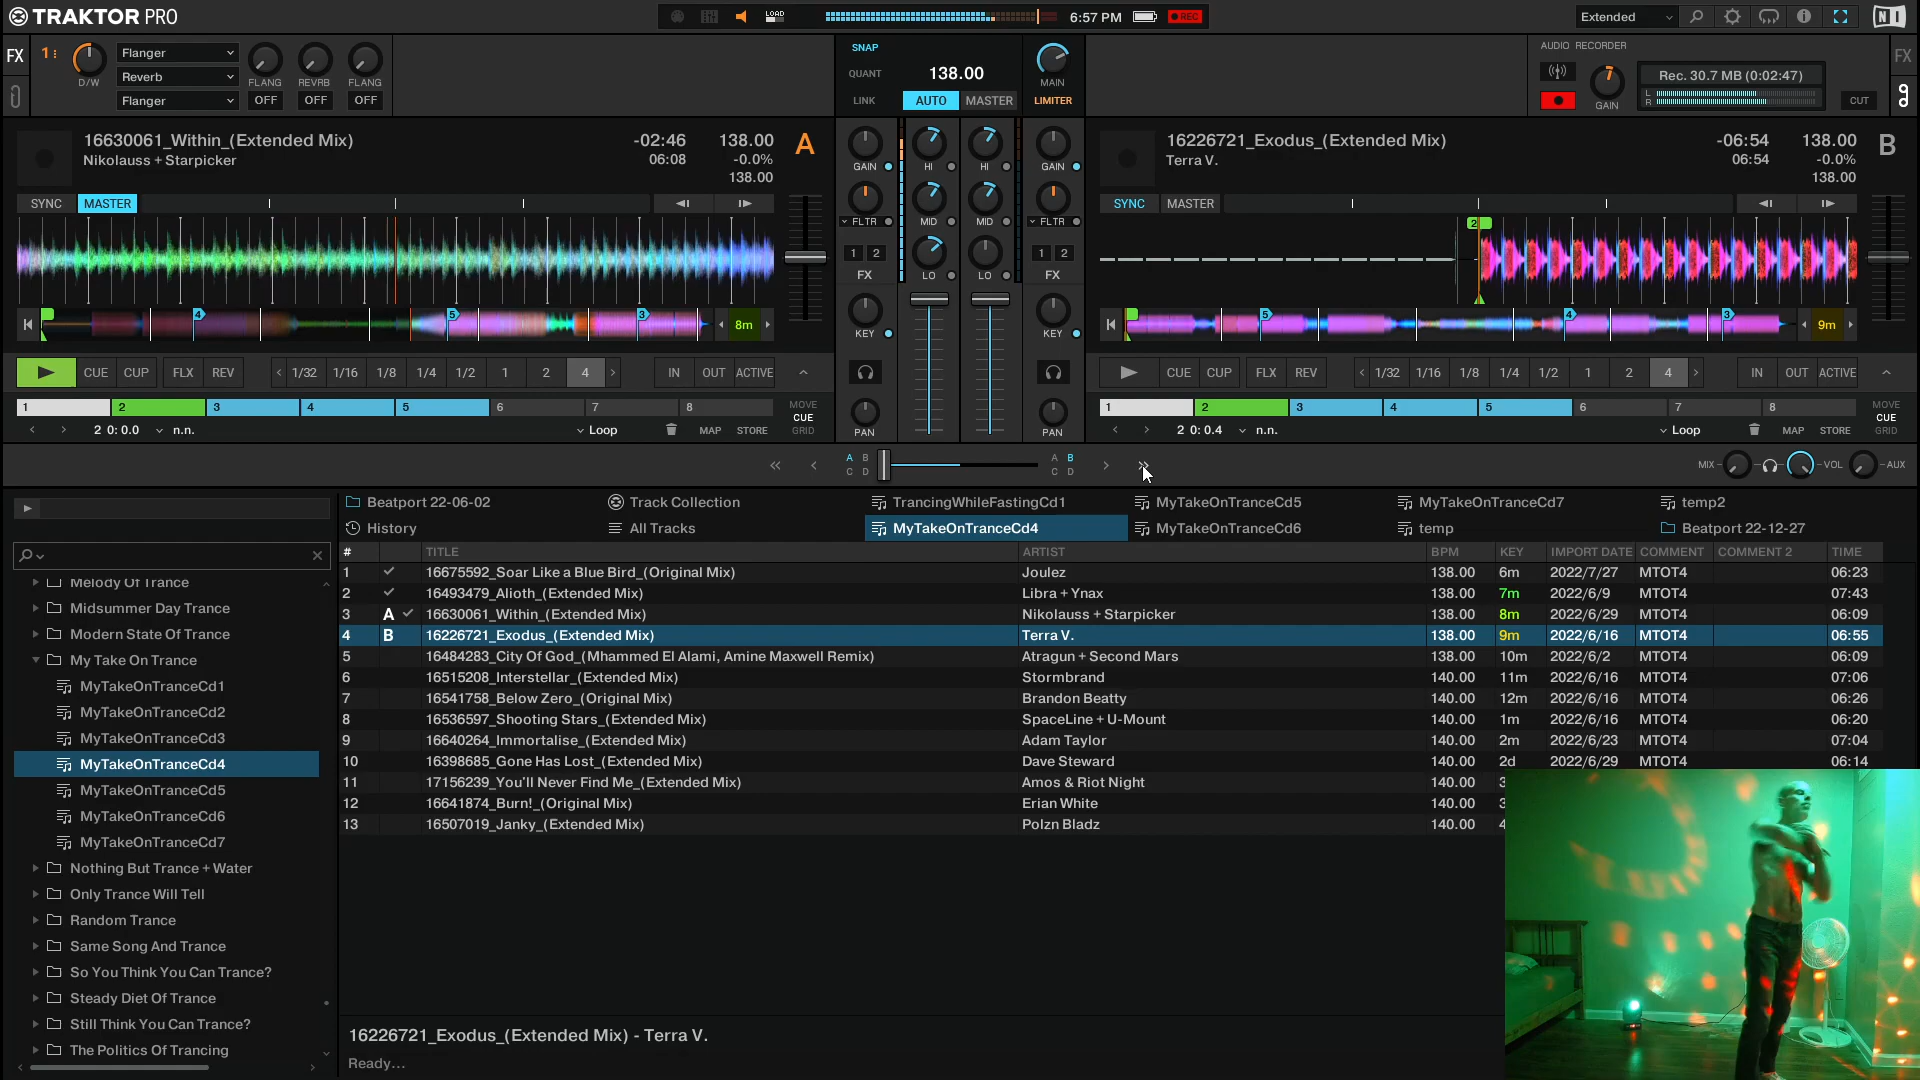 TRAKTOR PRO
LOAD
6:57 PM
REC
Extended
FX
1
D/W
Flanger
Reverb
Flanger
FLANG REVRB FLANG
OFF OFF OFF
SNAP
QUANT 138.00
LINK AUTO MASTER
MAIN
LIMITER
AUDIO RECORDER
GAIN
Rec. 30.7 MB (0:02:47)
L
R
CUT
FX
16630061_Within_(Extended Mix)
Nikolauss + Starpicker
-02:46 138.00
06:08 -0.0%
138.00
A
SYNC MASTER
4 5 3
8m
CUE CUP FLX REV 1/32 1/16 1/8 1/4 1/2 1 2 4 IN OUT ACTIVE
1 2 3 4 5 6 7 8
MOVE
CUE
GRID
2 0:0.0 n.n. Loop MAP STORE
GAIN HI HI GAIN
FLTR MID MID FLTR
1 2 1 2
FX LO LO FX
KEY KEY
PAN PAN
16226721_Exodus_(Extended Mix)
Terra V.
-06:54 138.00
06:54 -0.0%
138.00
B
SYNC MASTER
2
5 4 3
9m
CUE CUP FLX REV 1/32 1/16 1/8 1/4 1/2 1 2 4 IN OUT ACTIVE
1 2 3 4 5 6 7 8
MOVE
CUE
GRID
2 0:0.4 n.n. Loop MAP STORE
A B
C D
A B
C D
MIX VOL AUX
Beatport 22-06-02 Track Collection TrancingWhileFastingCd1 MyTakeOnTranceCd5 MyTakeOnTranceCd7 temp2
History All Tracks MyTakeOnTranceCd4 MyTakeOnTranceCd6 temp Beatport 22-12-27
# TITLE ARTIST BPM KEY IMPORT DATE COMMENT COMMENT 2 TIME
1 16675592_Soar Like a Blue Bird_(Original Mix) Joulez 138.00 6m 2022/7/27 MTOT4 06:23
2 16493479_Alioth_(Extended Mix) Libra + Ynax 138.00 7m 2022/6/9 MTOT4 07:43
3 A 16630061_Within_(Extended Mix) Nikolauss + Starpicker 138.00 8m 2022/6/29 MTOT4 06:09
4 B 16226721_Exodus_(Extended Mix) Terra V. 138.00 9m 2022/6/16 MTOT4 06:55
5 16484283_City Of God_(Mhammed El Alami, Amine Maxwell Remix) Atragun + Second Mars 138.00 10m 2022/6/2 MTOT4 06:09
6 16515208_Interstellar_(Extended Mix) Stormbrand 140.00 11m 2022/6/16 MTOT4 07:06
7 16541758_Below Zero_(Original Mix) Brandon Beatty 140.00 12m 2022/6/16 MTOT4 06:26
8 16536597_Shooting Stars_(Extended Mix) SpaceLine + U-Mount 140.00 1m 2022/6/16 MTOT4 06:20
9 16640264_Immortalise_(Extended Mix) Adam Taylor 140.00 2m 2022/6/23 MTOT4 07:04
10 16398685_Gone Has Lost_(Extended Mix) Dave Steward 140.00 2d 2022/6/29 MTOT4 06:14
11 17156239_You'll Never Find Me_(Extended Mix) Amos & Riot Night 140.00
12 16641874_Burn!_(Original Mix) Erian White 140.00
13 16507019_Janky_(Extended Mix) Polzn Bladz 140.00
Melody Of Trance
Midsummer Day Trance
Modern State Of Trance
My Take On Trance
MyTakeOnTranceCd1
MyTakeOnTranceCd2
MyTakeOnTranceCd3
MyTakeOnTranceCd4
MyTakeOnTranceCd5
MyTakeOnTranceCd6
MyTakeOnTranceCd7
Nothing But Trance + Water
Only Trance Will Tell
Random Trance
Same Song And Trance
So You Think You Can Trance?
Steady Diet Of Trance
Still Think You Can Trance?
The Politics Of Trancing
16226721_Exodus_(Extended Mix) - Terra V.
Ready...